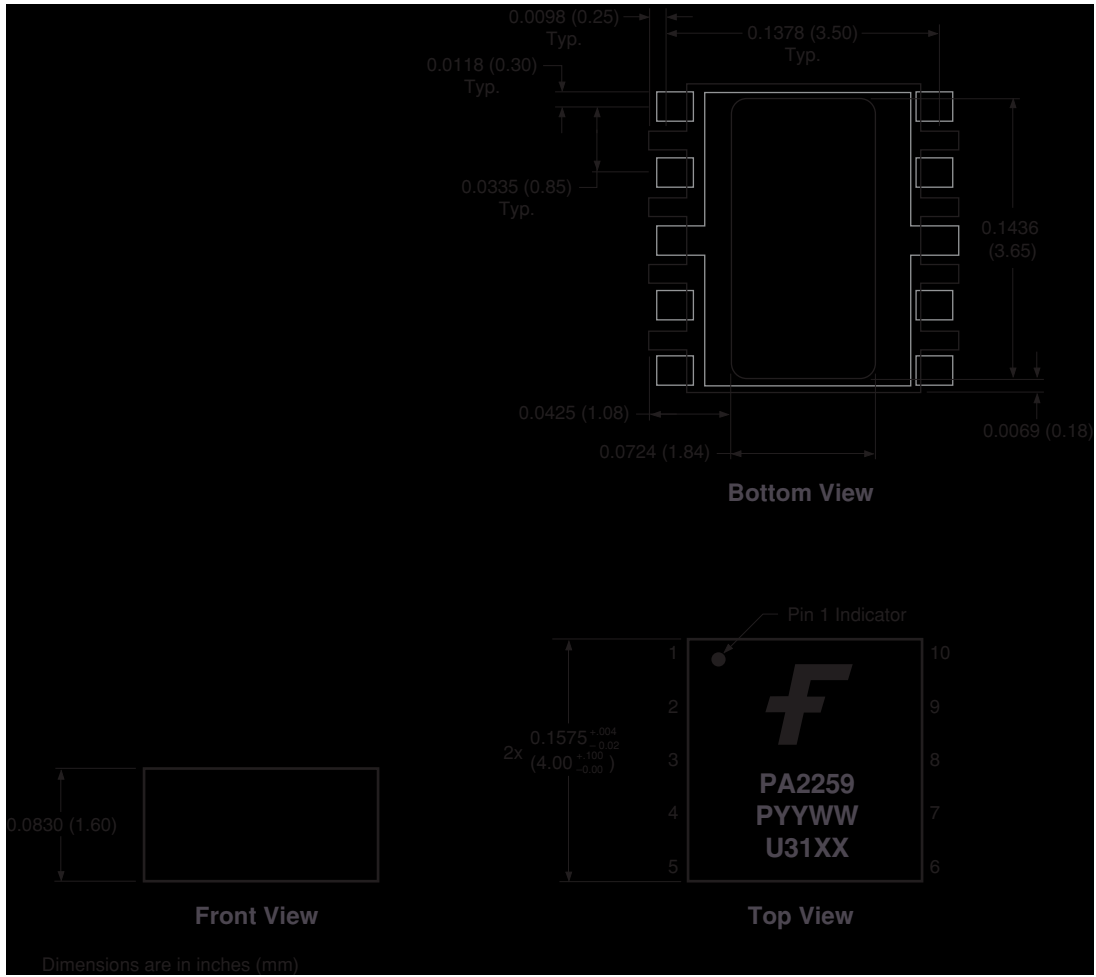 0.0098 (0.25)
Typ.
0.1378 (3.50)
Typ.
0.0118 (0.30)
Typ.
0.0335 (0.85)
Typ.
0.1436
(3.65)
0.0425 (1.08)
0.0069 (0.18)
0.0724 (1.84)
Bottom View
Pin 1 Indicator
1
10
2
9
3
8
4
7
5
6
2x 0.1575 +.004 −0.02
(4.00 +.100 −0.00)
PA2259
PYYWW
U31XX
0.0830 (1.60)
Front View
Top View
Dimensions are in inches (mm)